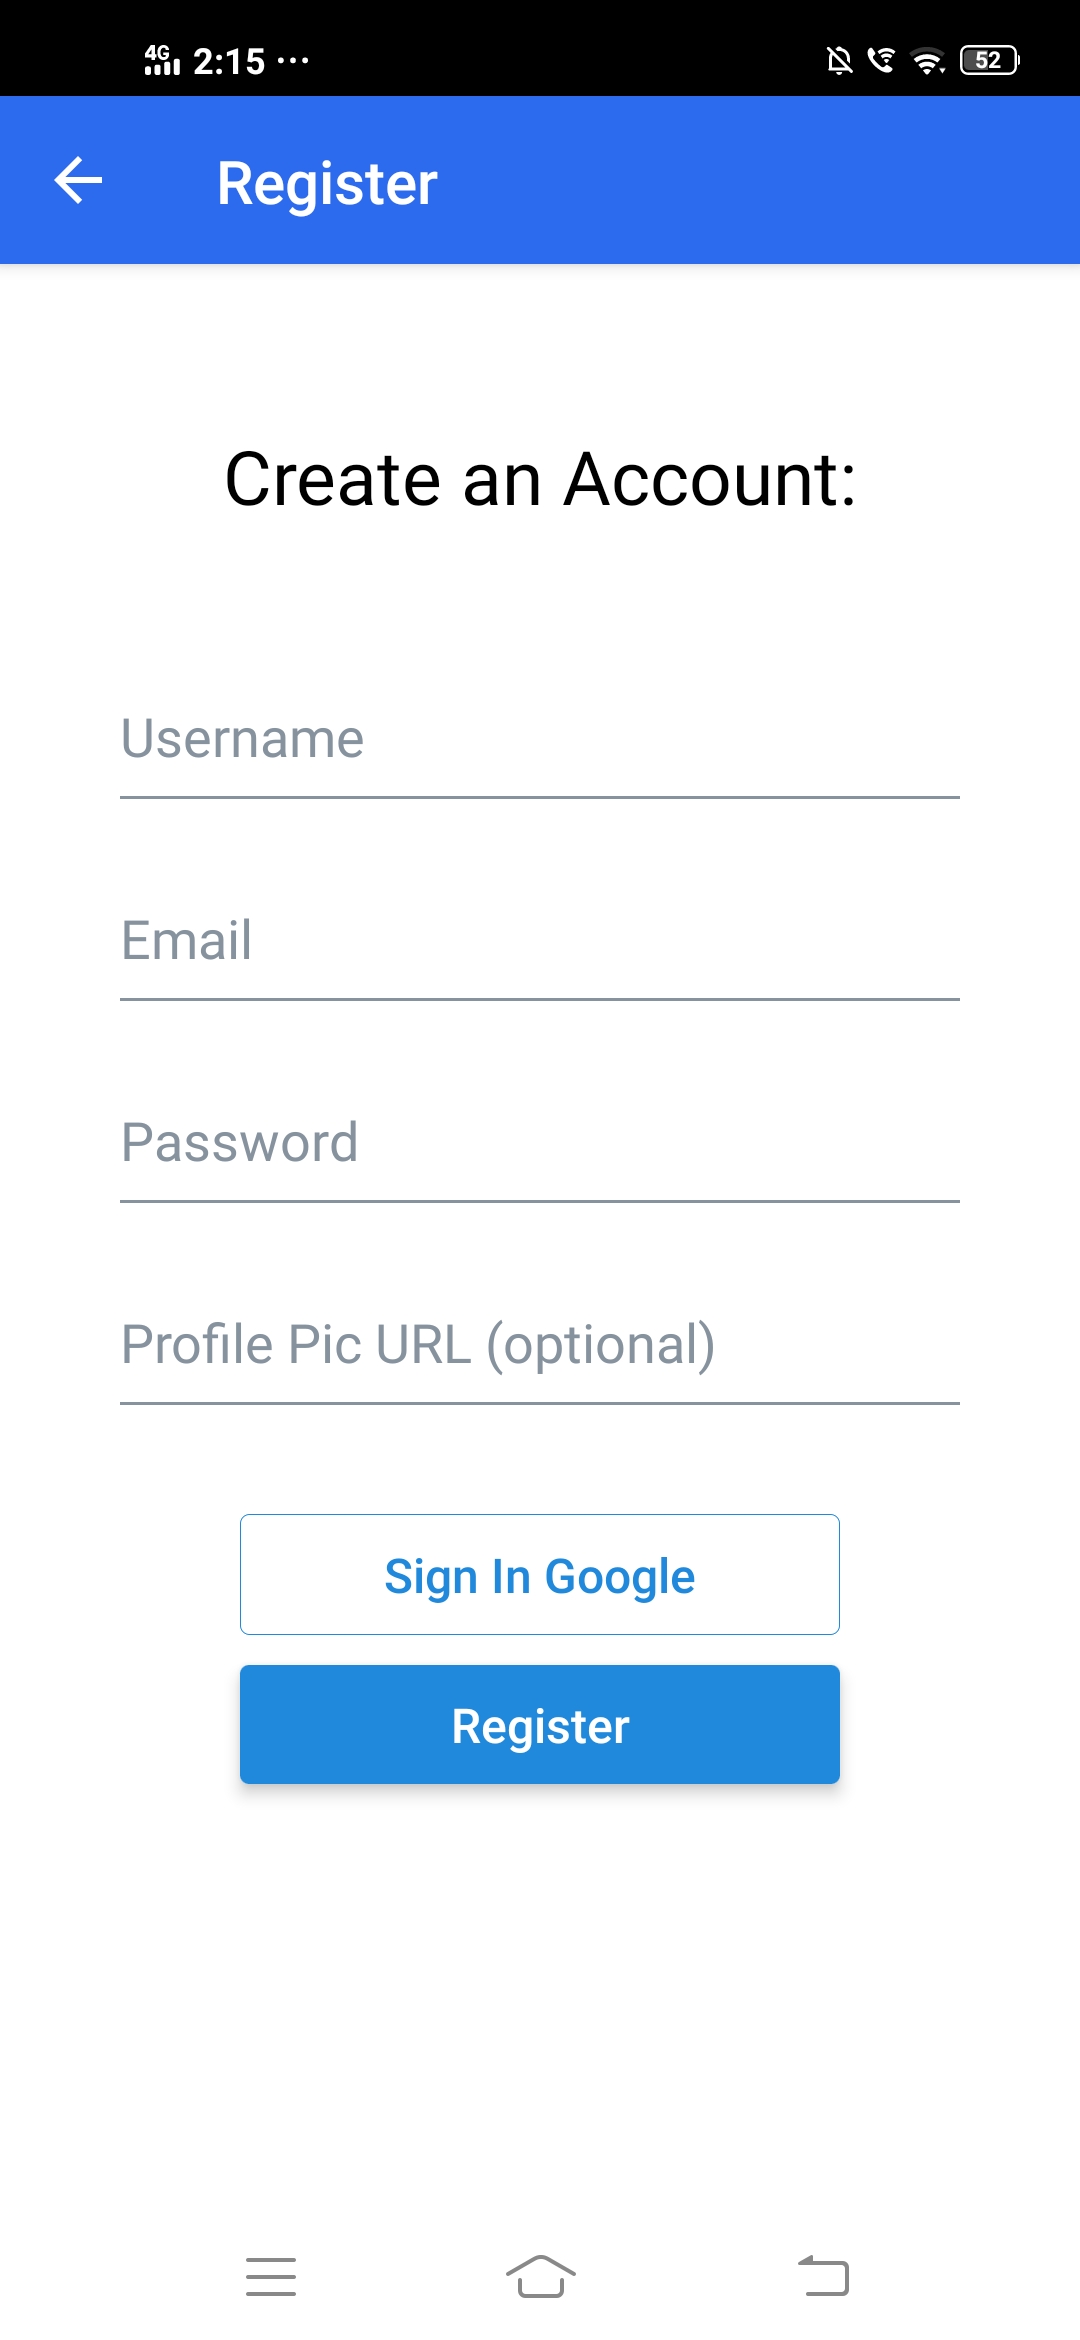 4G 2:15 ... 52
Register
Create an Account:
Username
Email
Password
Profile Pic URL (optional)
Sign In Google
Register